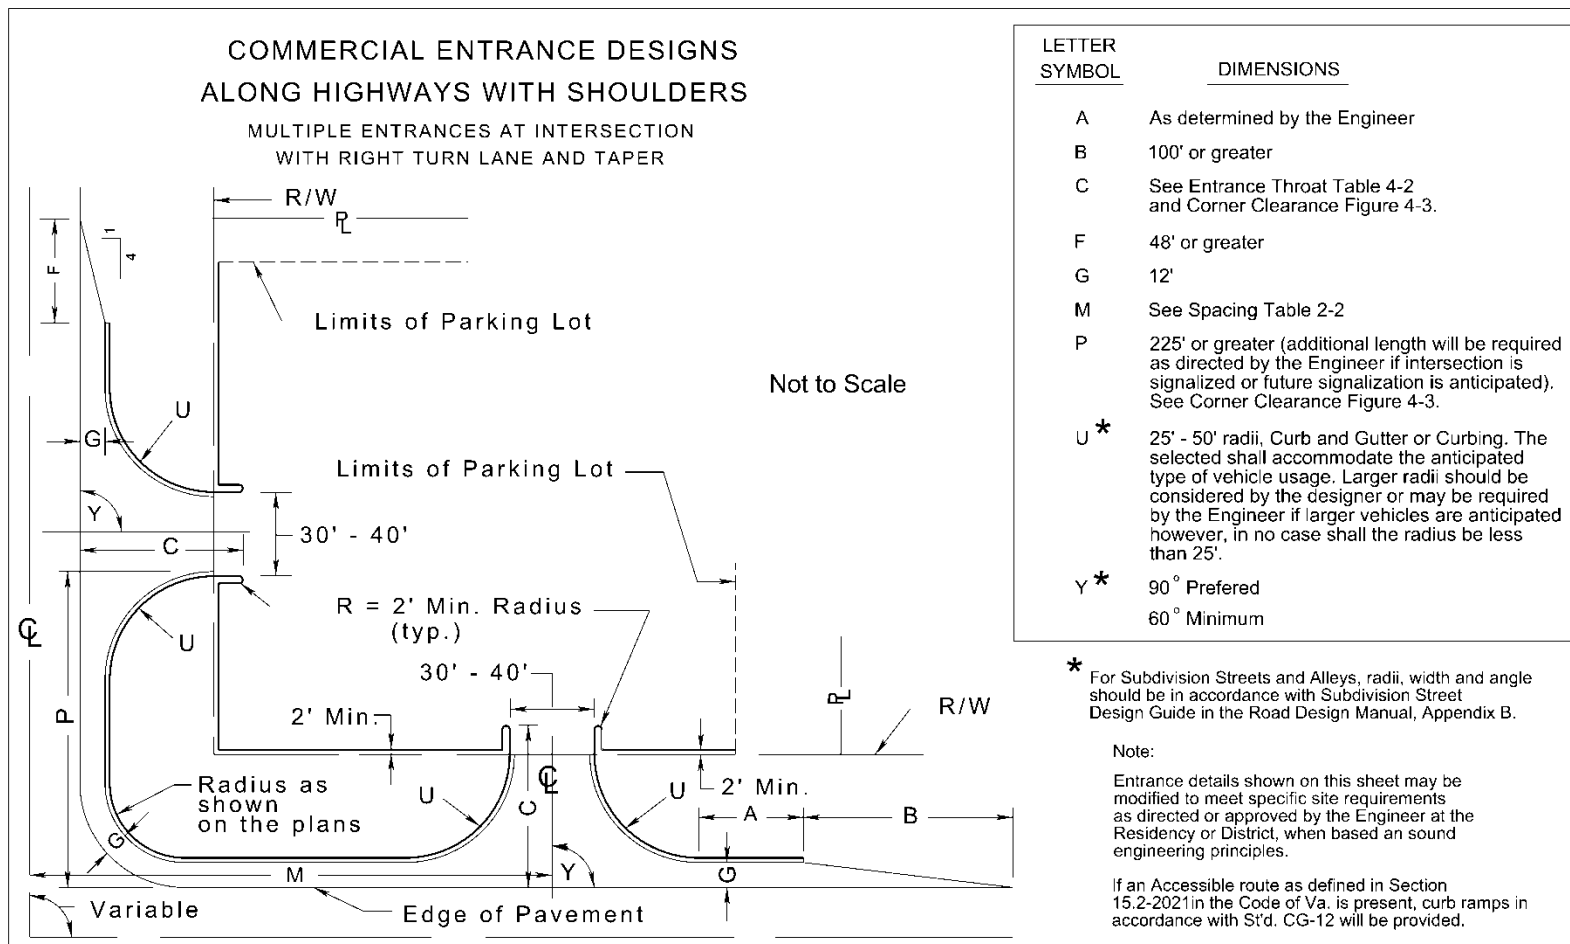 COMMERCIAL ENTRANCE DESIGNS
ALONG HIGHWAYS WITH SHOULDERS
MULTIPLE ENTRANCES AT INTERSECTION
WITH RIGHT TURN LANE AND TAPER
R/W
PL
F
1
4
Limits of Parking Lot
Not to Scale
U
G
Limits of Parking Lot
Y
30' - 40'
C
R = 2' Min. Radius
(typ.)
U
CL
30' - 40'
P
2' Min.
PL
R/W
CL
Radius as
shown
on the plans
U
C
U
2' Min.
A
B
G
M
Y
G
Variable
Edge of Pavement
LETTER
SYMBOL
DIMENSIONS
A As determined by the Engineer
B 100' or greater
C See Entrance Throat Table 4-2
and Corner Clearance Figure 4-3.
F 48' or greater
G 12'
M See Spacing Table 2-2
P 225' or greater (additional length will be required
as directed by the Engineer if intersection is
signalized or future signalization is anticipated).
See Corner Clearance Figure 4-3.
U * 25' - 50' radii, Curb and Gutter or Curbing. The
selected shall accommodate the anticipated
type of vehicle usage. Larger radii should be
considered by the designer or may be required
by the Engineer if larger vehicles are anticipated
however, in no case shall the radius be less
than 25'.
Y * 90° Prefered
60° Minimum
* For Subdivision Streets and Alleys, radii, width and angle
should be in accordance with Subdivision Street
Design Guide in the Road Design Manual, Appendix B.
Note:
Entrance details shown on this sheet may be
modified to meet specific site requirements
as directed or approved by the Engineer at the
Residency or District, when based an sound
engineering principles.
If an Accessible route as defined in Section
15.2-2021in the Code of Va. is present, curb ramps in
accordance with St'd. CG-12 will be provided.